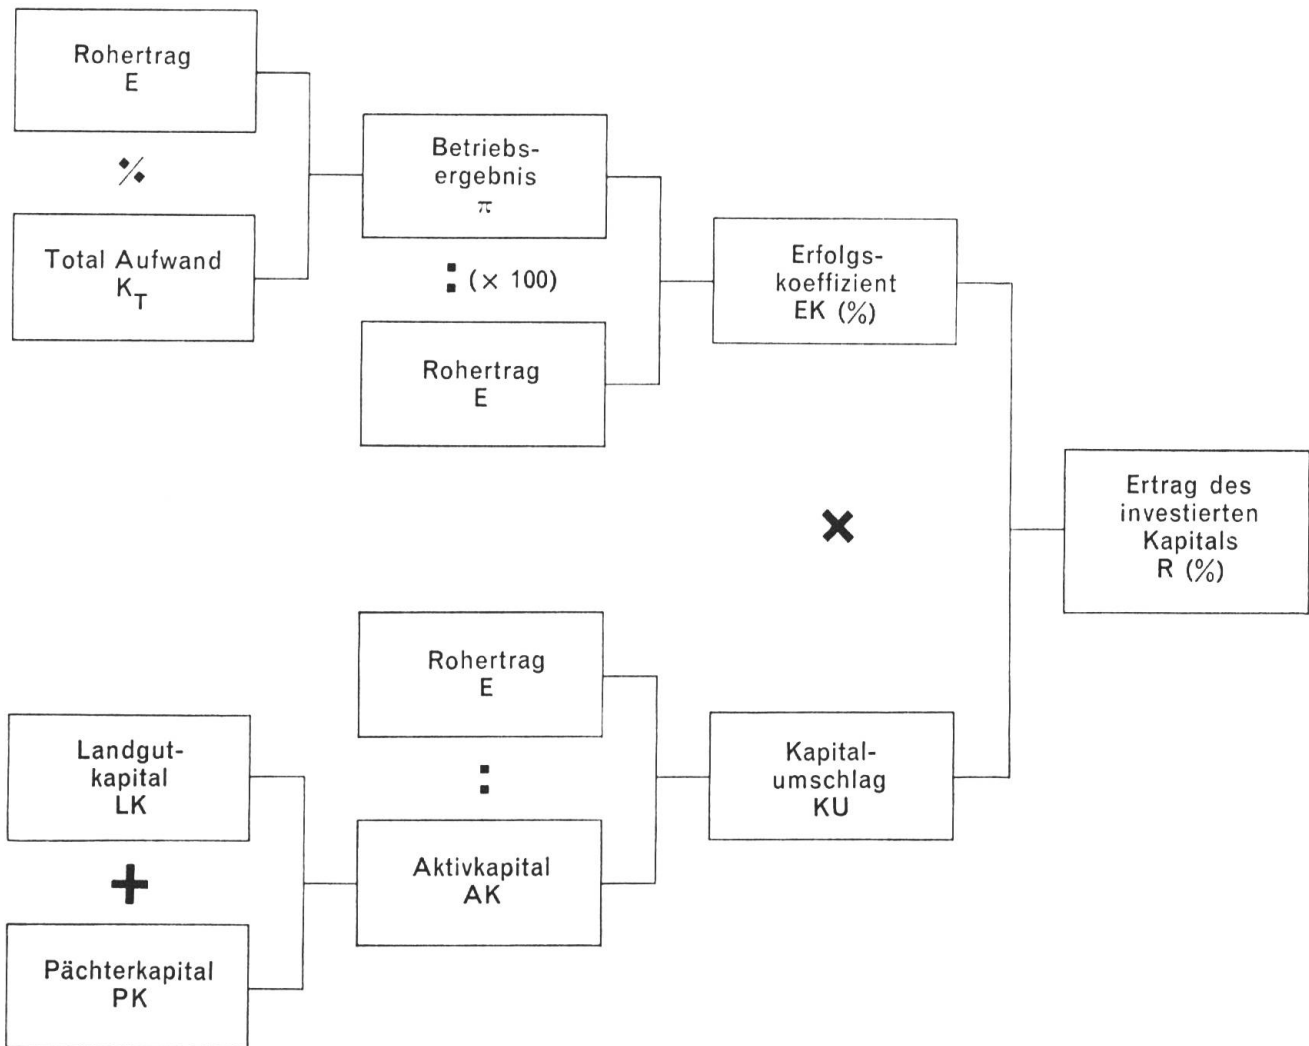 Rohertrag
E
⁒
Total Aufwand
K_T
Betriebs-
ergebnis
π
: (× 100)
Rohertrag
E
Erfolgs-
koeffizient
EK (%)
×
Ertrag des
investierten
Kapitals
R (%)
Rohertrag
E
:
Landgut-
kapital
LK
+
Pächterkapital
PK
Aktivkapital
AK
Kapital-
umschlag
KU